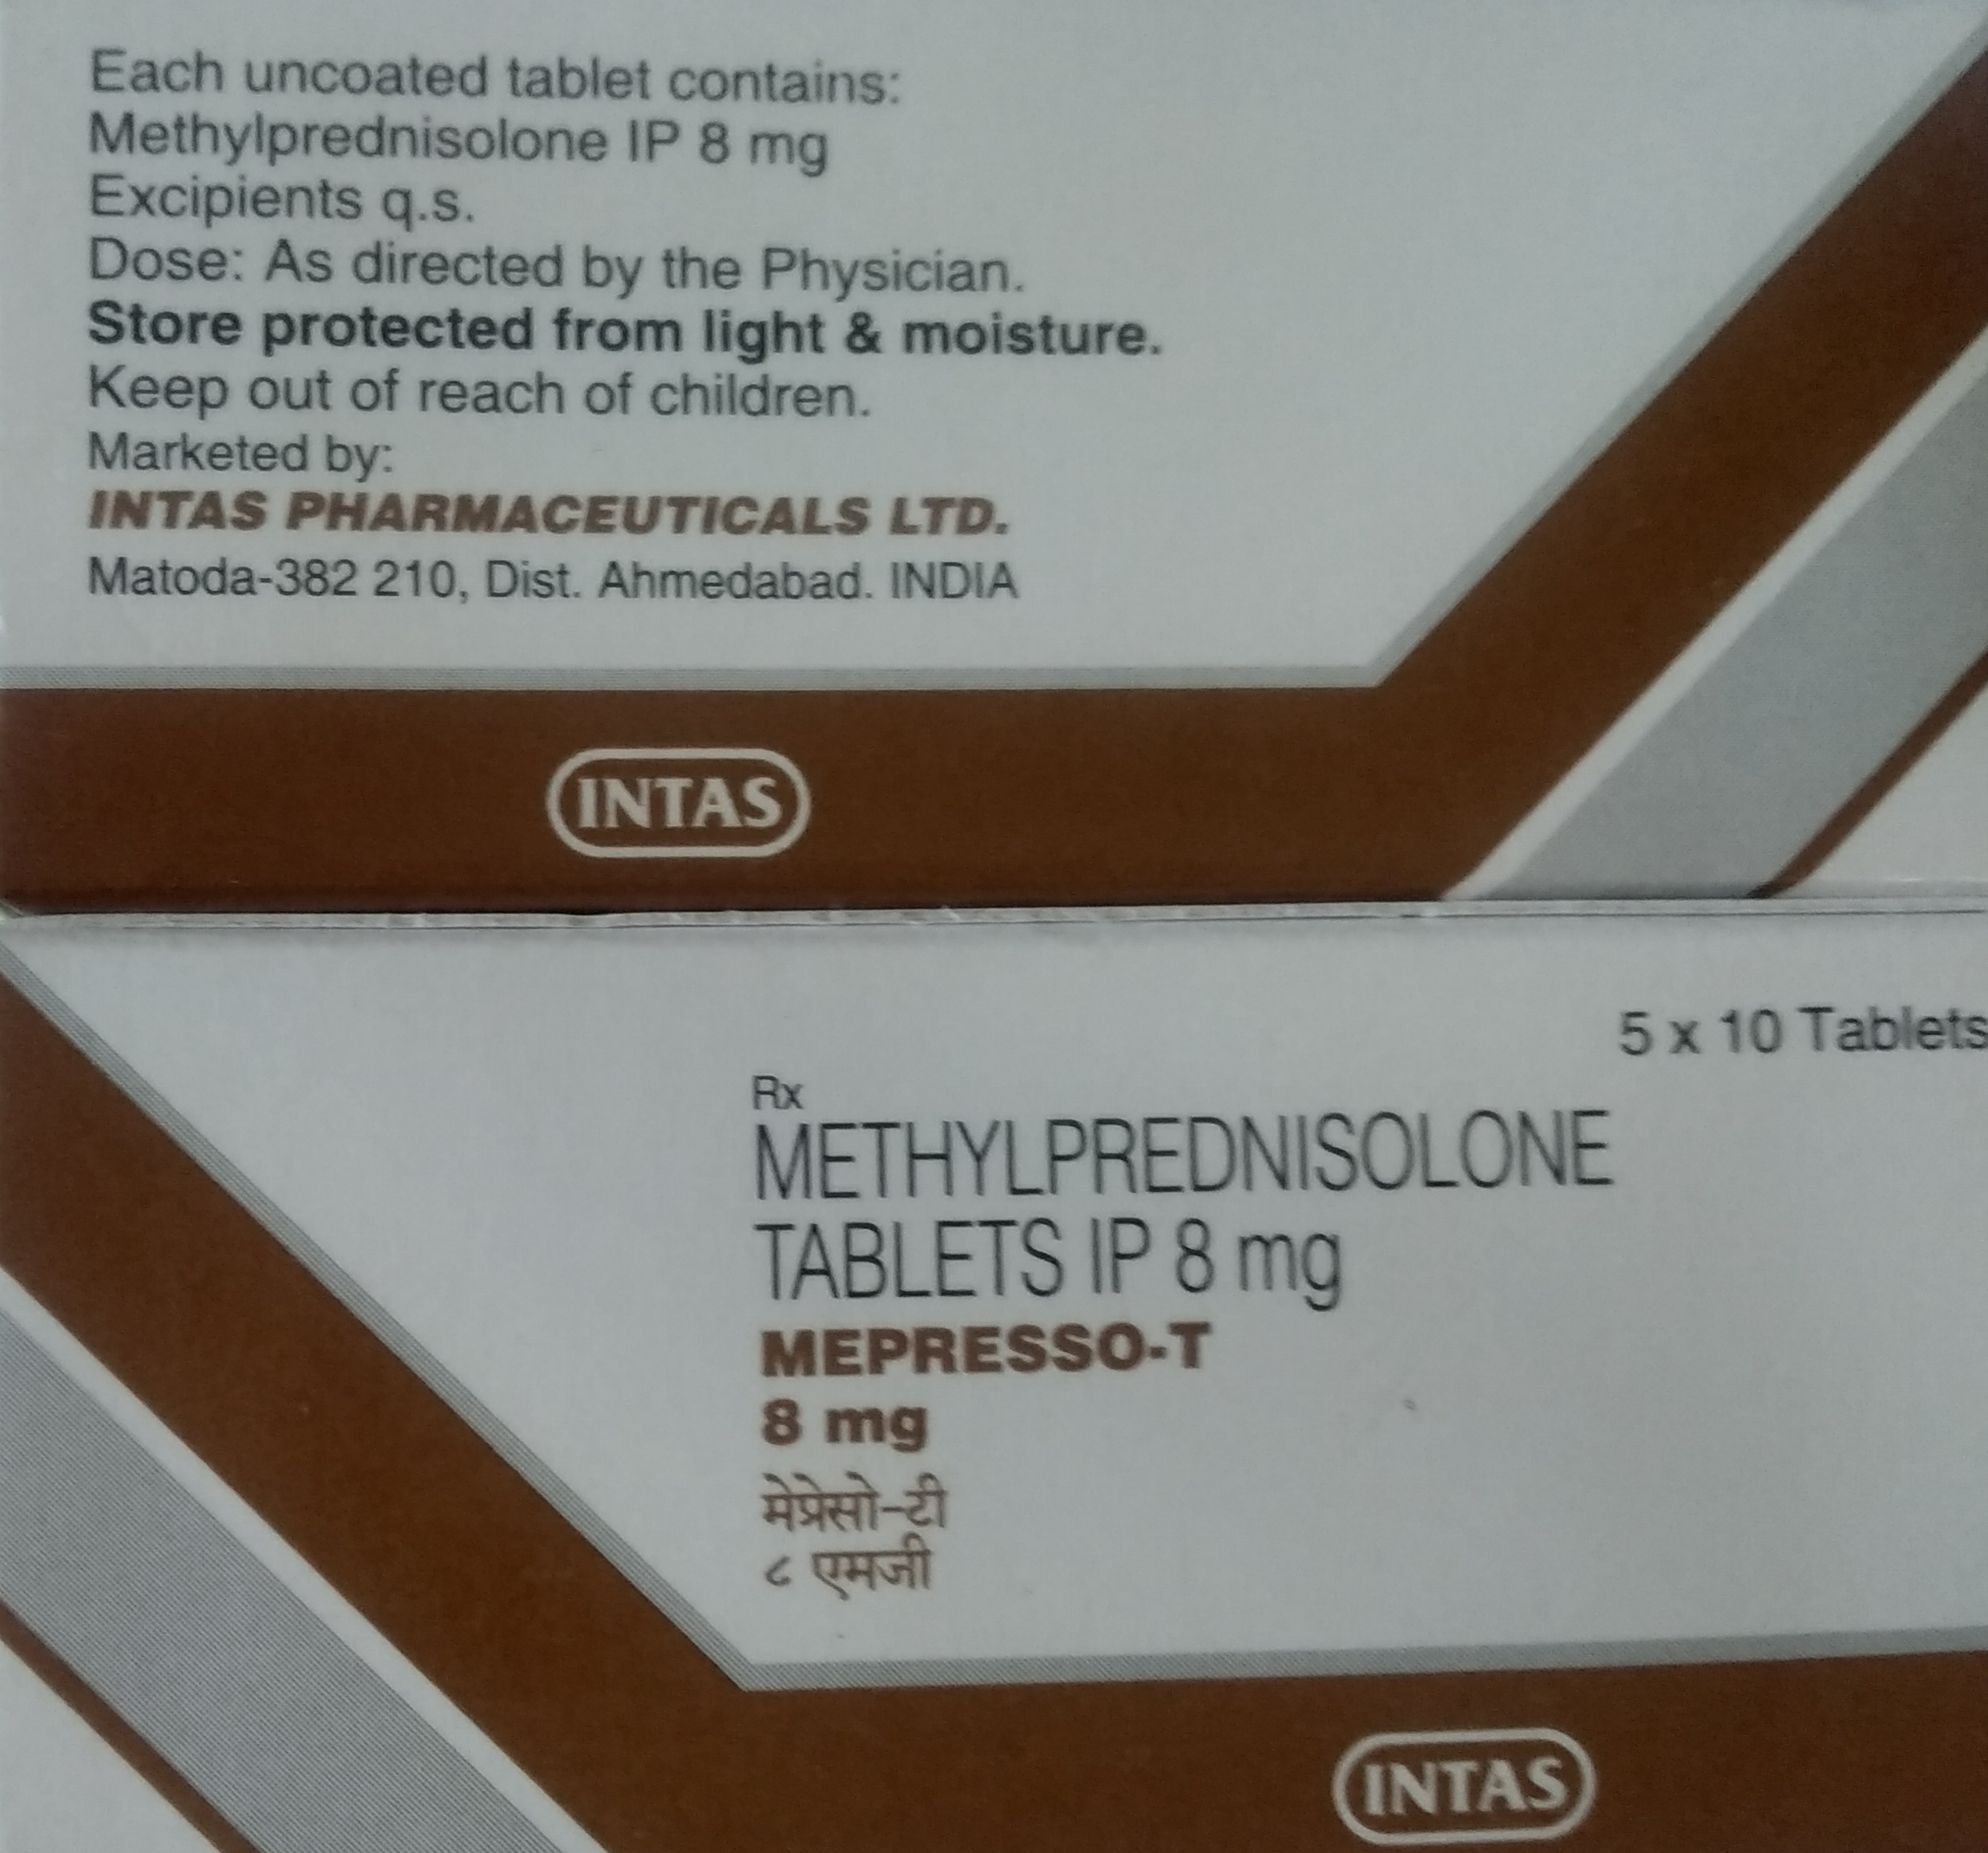 Each uncoated tablet contains:
Methylprednisolone IP 8 mg
Excipients q.s.
Dose: As directed by the Physician.
Store protected from light & moisture.
Keep out of reach of children.
Marketed by:
INTAS PHARMACEUTICALS LTD.
Matoda-382 210, Dist. Ahmedabad. INDIA
INTAS
5 x 10 Tablets
Rx
METHYLPREDNISOLONE
TABLETS IP 8 mg
MEPRESSO-T
8 mg
मेप्रेसो-टी
८ एमजी
INTAS